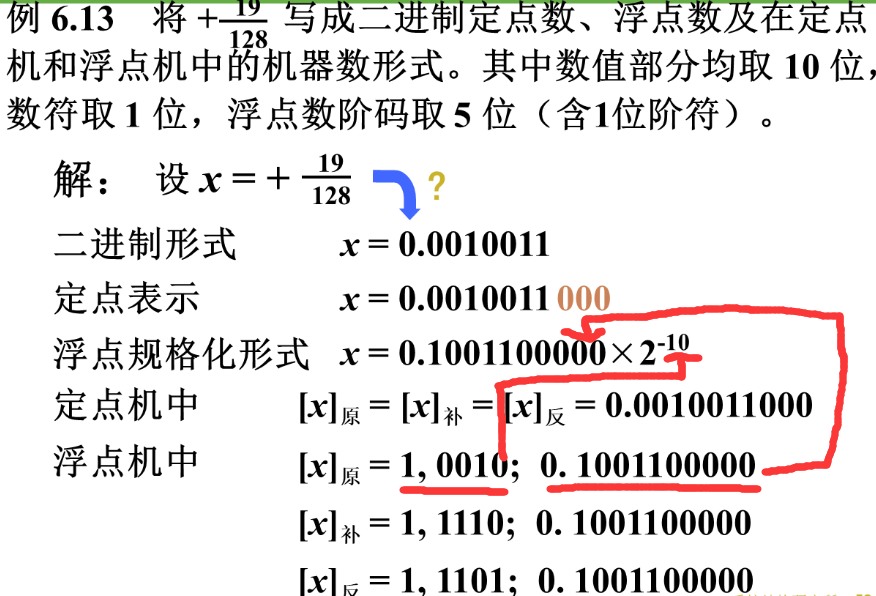 例 6.13 将 +19/128 写成二进制定点数、浮点数及在定点
机和浮点机中的机器数形式。其中数值部分均取 10 位，
数符取 1 位，浮点数阶码取 5 位（含1位阶符）。
解： 设 x = + 19/128 ?
二进制形式 x = 0.0010011
定点表示 x = 0.0010011 000
浮点规格化形式 x = 0.1001100000×2^-10
定点机中 [x]原 = [x]补 = [x]反 = 0.0010011000
浮点机中 [x]原 = 1, 0010; 0. 1001100000
[x]补 = 1, 1110; 0. 1001100000
[x]反 = 1, 1101; 0. 1001100000